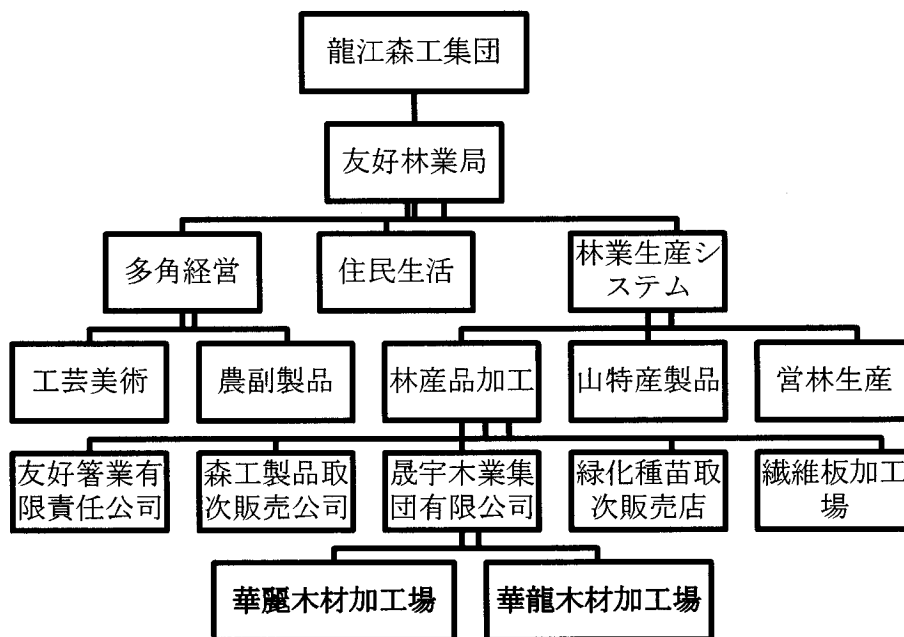 龍江森工集団
友好林業局
多角経営
住民生活
林業生産シ
ステム
工芸美術
農副製品
林産品加工
山特産製品
営林生産
友好箸業有
限責任公司
森工製品取
次販売公司
晟宇木業集
団有限公司
緑化種苗取
次販売店
繊維板加工
場
華麗木材加工場
華龍木材加工場